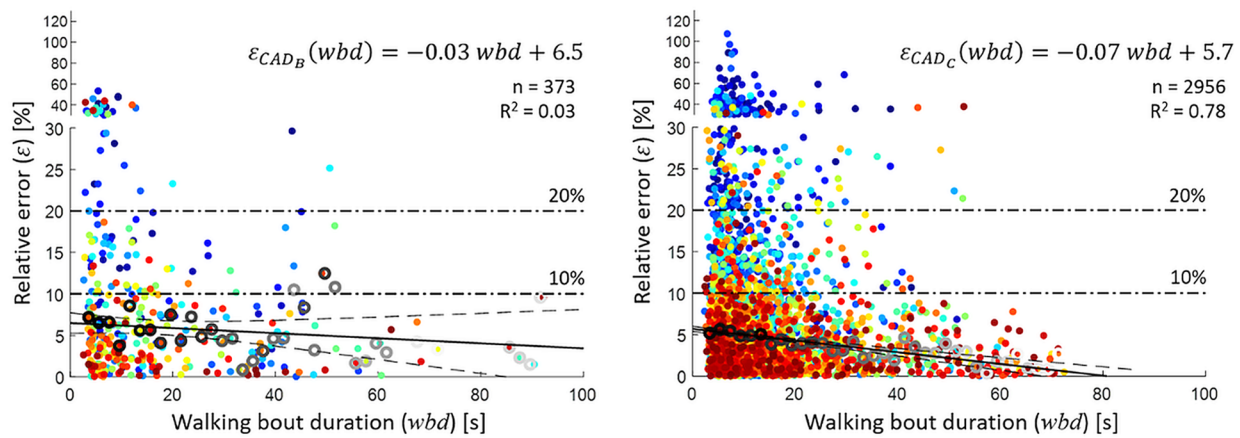 120
100
80
60
40
ε_CAD_B(wbd) = −0.03 wbd + 6.5
n = 373
R² = 0.03
30
25
20
15
10
5
0
20%
10%
Relative error (ε) [%]
0 20 40 60 80 100
Walking bout duration (wbd) [s]
120
100
80
60
40
ε_CAD_C(wbd) = −0.07 wbd + 5.7
n = 2956
R² = 0.78
30
25
20
15
10
5
0
20%
10%
Relative error (ε) [%]
0 20 40 60 80 100
Walking bout duration (wbd) [s]